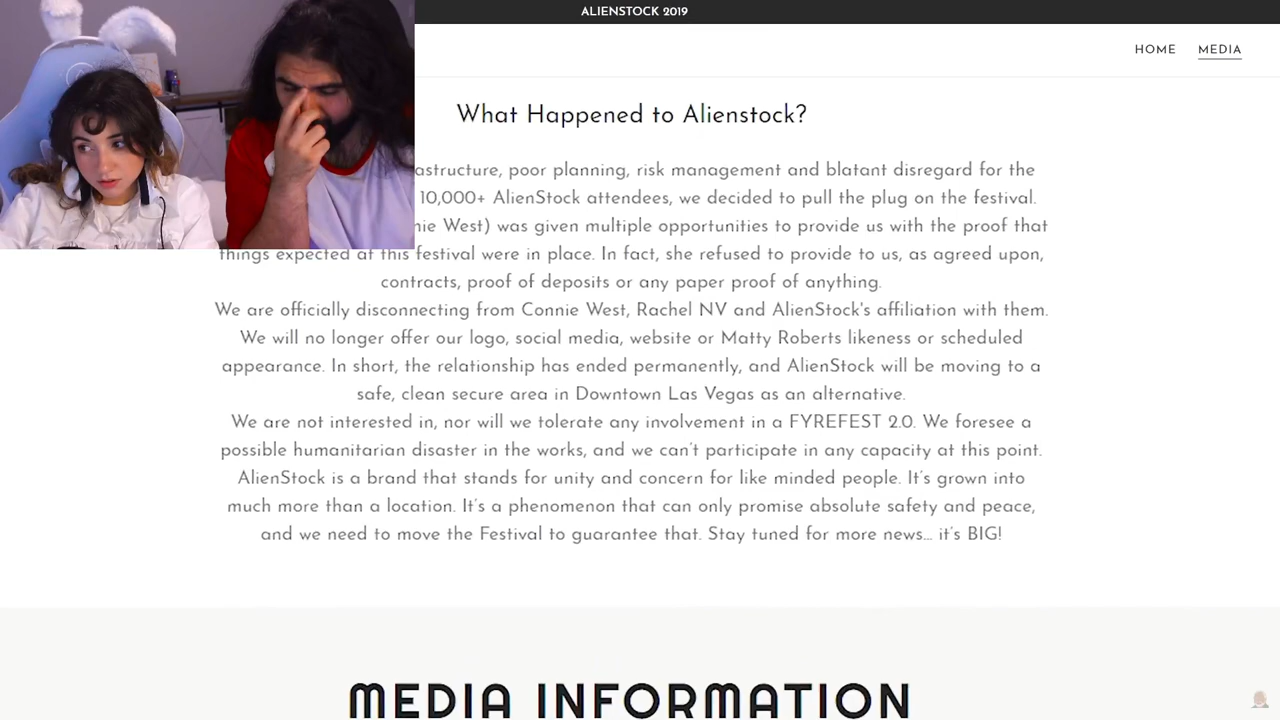 ALIENSTOCK 2019
HOME MEDIA
What Happened to Alienstock?
astructure, poor planning, risk management and blatant disregard for the
10,000+ AlienStock attendees, we decided to pull the plug on the festival.
nie West) was given multiple opportunities to provide us with the proof that
things expected at this festival were in place. In fact, she refused to provide to us, as agreed upon,
contracts, proof of deposits or any paper proof of anything.
We are officially disconnecting from Connie West, Rachel NV and AlienStock's affiliation with them.
We will no longer offer our logo, social media, website or Matty Roberts likeness or scheduled
appearance. In short, the relationship has ended permanently, and AlienStock will be moving to a
safe, clean secure area in Downtown Las Vegas as an alternative.
We are not interested in, nor will we tolerate any involvement in a FYREFEST 2.0. We foresee a
possible humanitarian disaster in the works, and we can't participate in any capacity at this point.
AlienStock is a brand that stands for unity and concern for like minded people. It's grown into
much more than a location. It's a phenomenon that can only promise absolute safety and peace,
and we need to move the Festival to guarantee that. Stay tuned for more news... it's BIG!
MEDIA INFORMATION